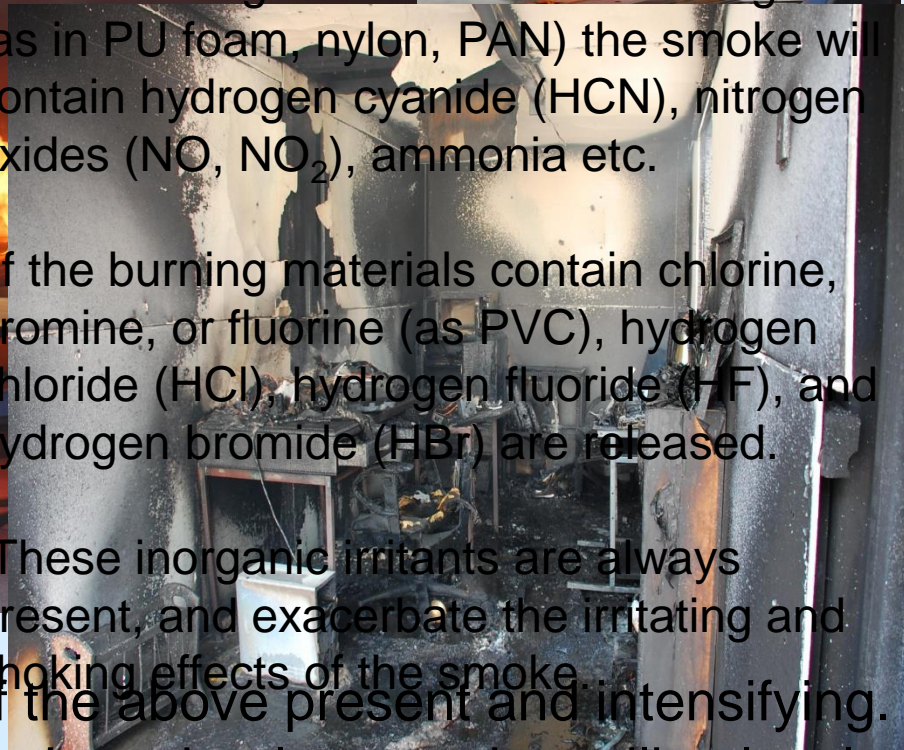 as in PU foam, nylon, PAN) the smoke will
ontain hydrogen cyanide (HCN), nitrogen
xides (NO, NO₂), ammonia etc.
f the burning materials contain chlorine,
romine, or fluorine (as PVC), hydrogen
hloride (HCl), hydrogen fluoride (HF), and
ydrogen bromide (HBr) are released.
These inorganic irritants are always
resent, and exacerbate the irritating and
hoking effects of the smoke.
f the above present and intensifying.